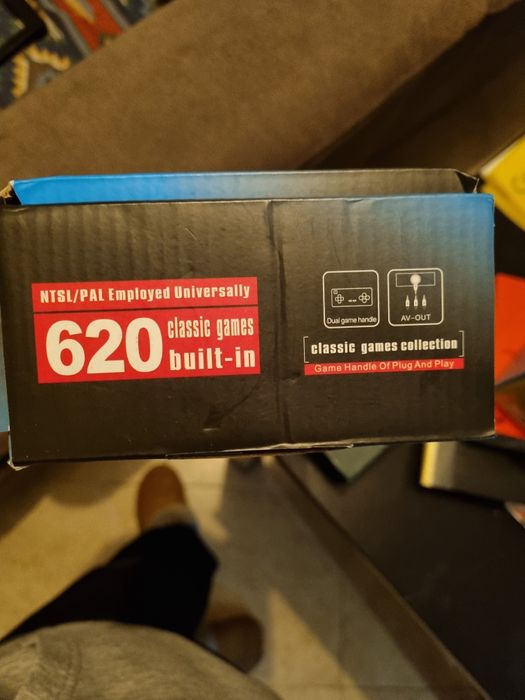 NTSL/PAL Employed Universally
620 classic games
built-in
Dual game handle
AV-OUT
classic games collection
Game Handle Of Plug And Play